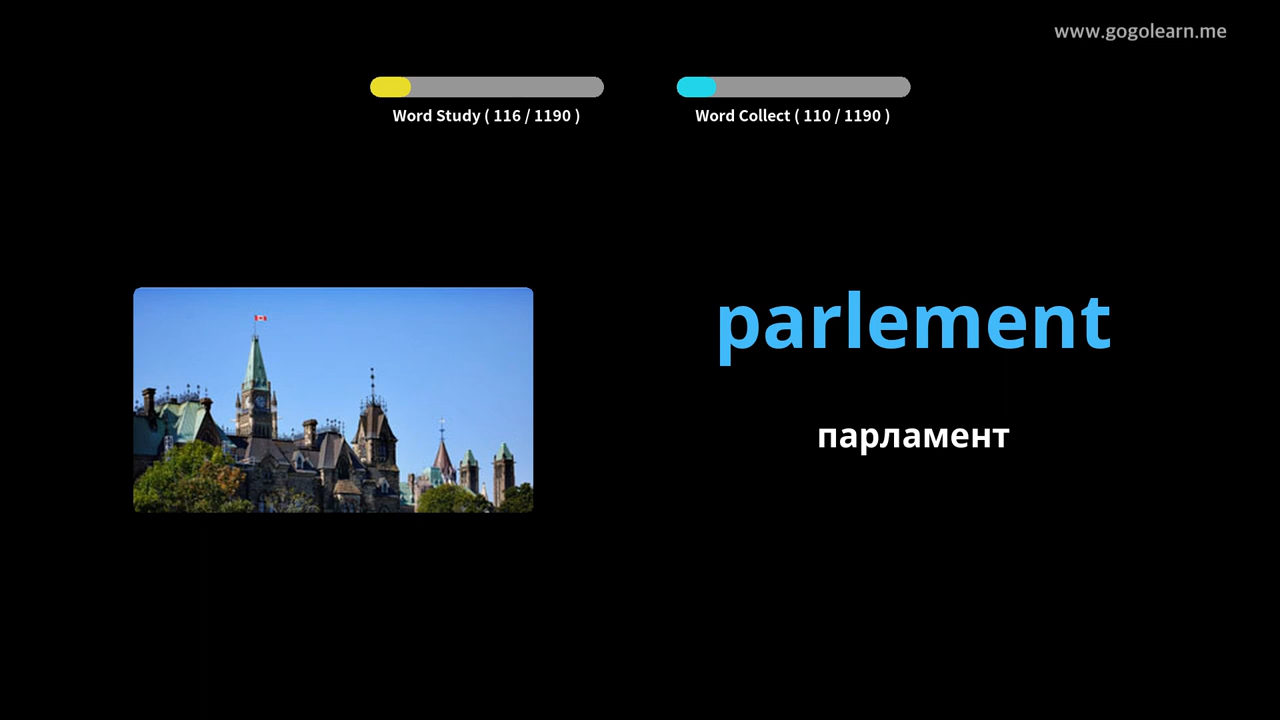 www.gogolearn.me
Word Study ( 116 / 1190 )
Word Collect ( 110 / 1190 )
parlement
парламент